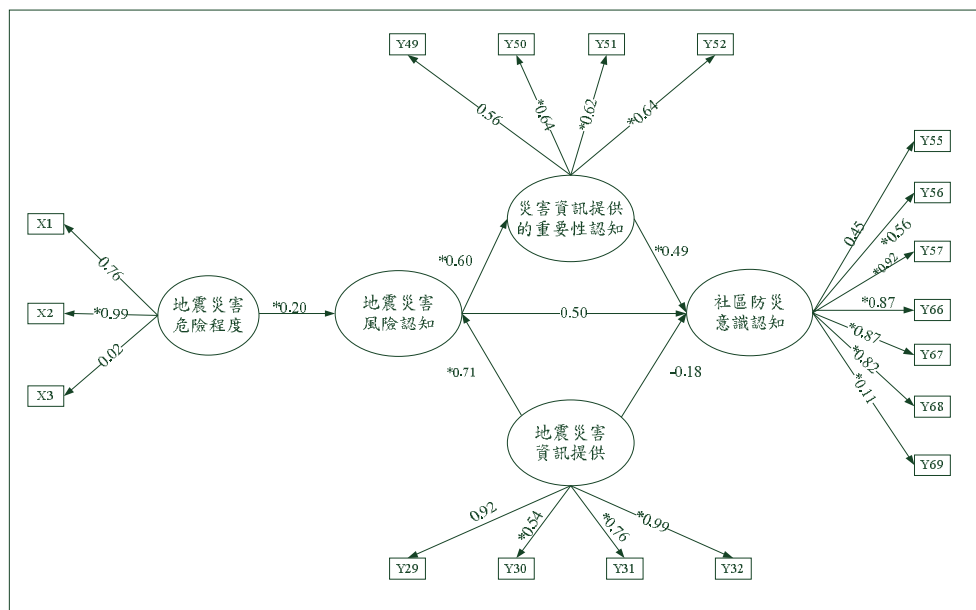 Y49
Y50
Y51
Y52
0.56
*0.64
*0.62
*0.64
災害資訊提供
的重要性認知
X1
X2
X3
0.76
*0.99
0.02
地震災害
危險程度
*0.20
地震災害
風險認知
*0.60
*0.49
0.50
*0.71
-0.18
社區防災
意識認知
0.45
*0.56
*0.92
*0.87
*0.87
*0.82
*0.11
Y55
Y56
Y57
Y66
Y67
Y68
Y69
地震災害
資訊提供
0.92
*0.54
*0.76
*0.99
Y29
Y30
Y31
Y32